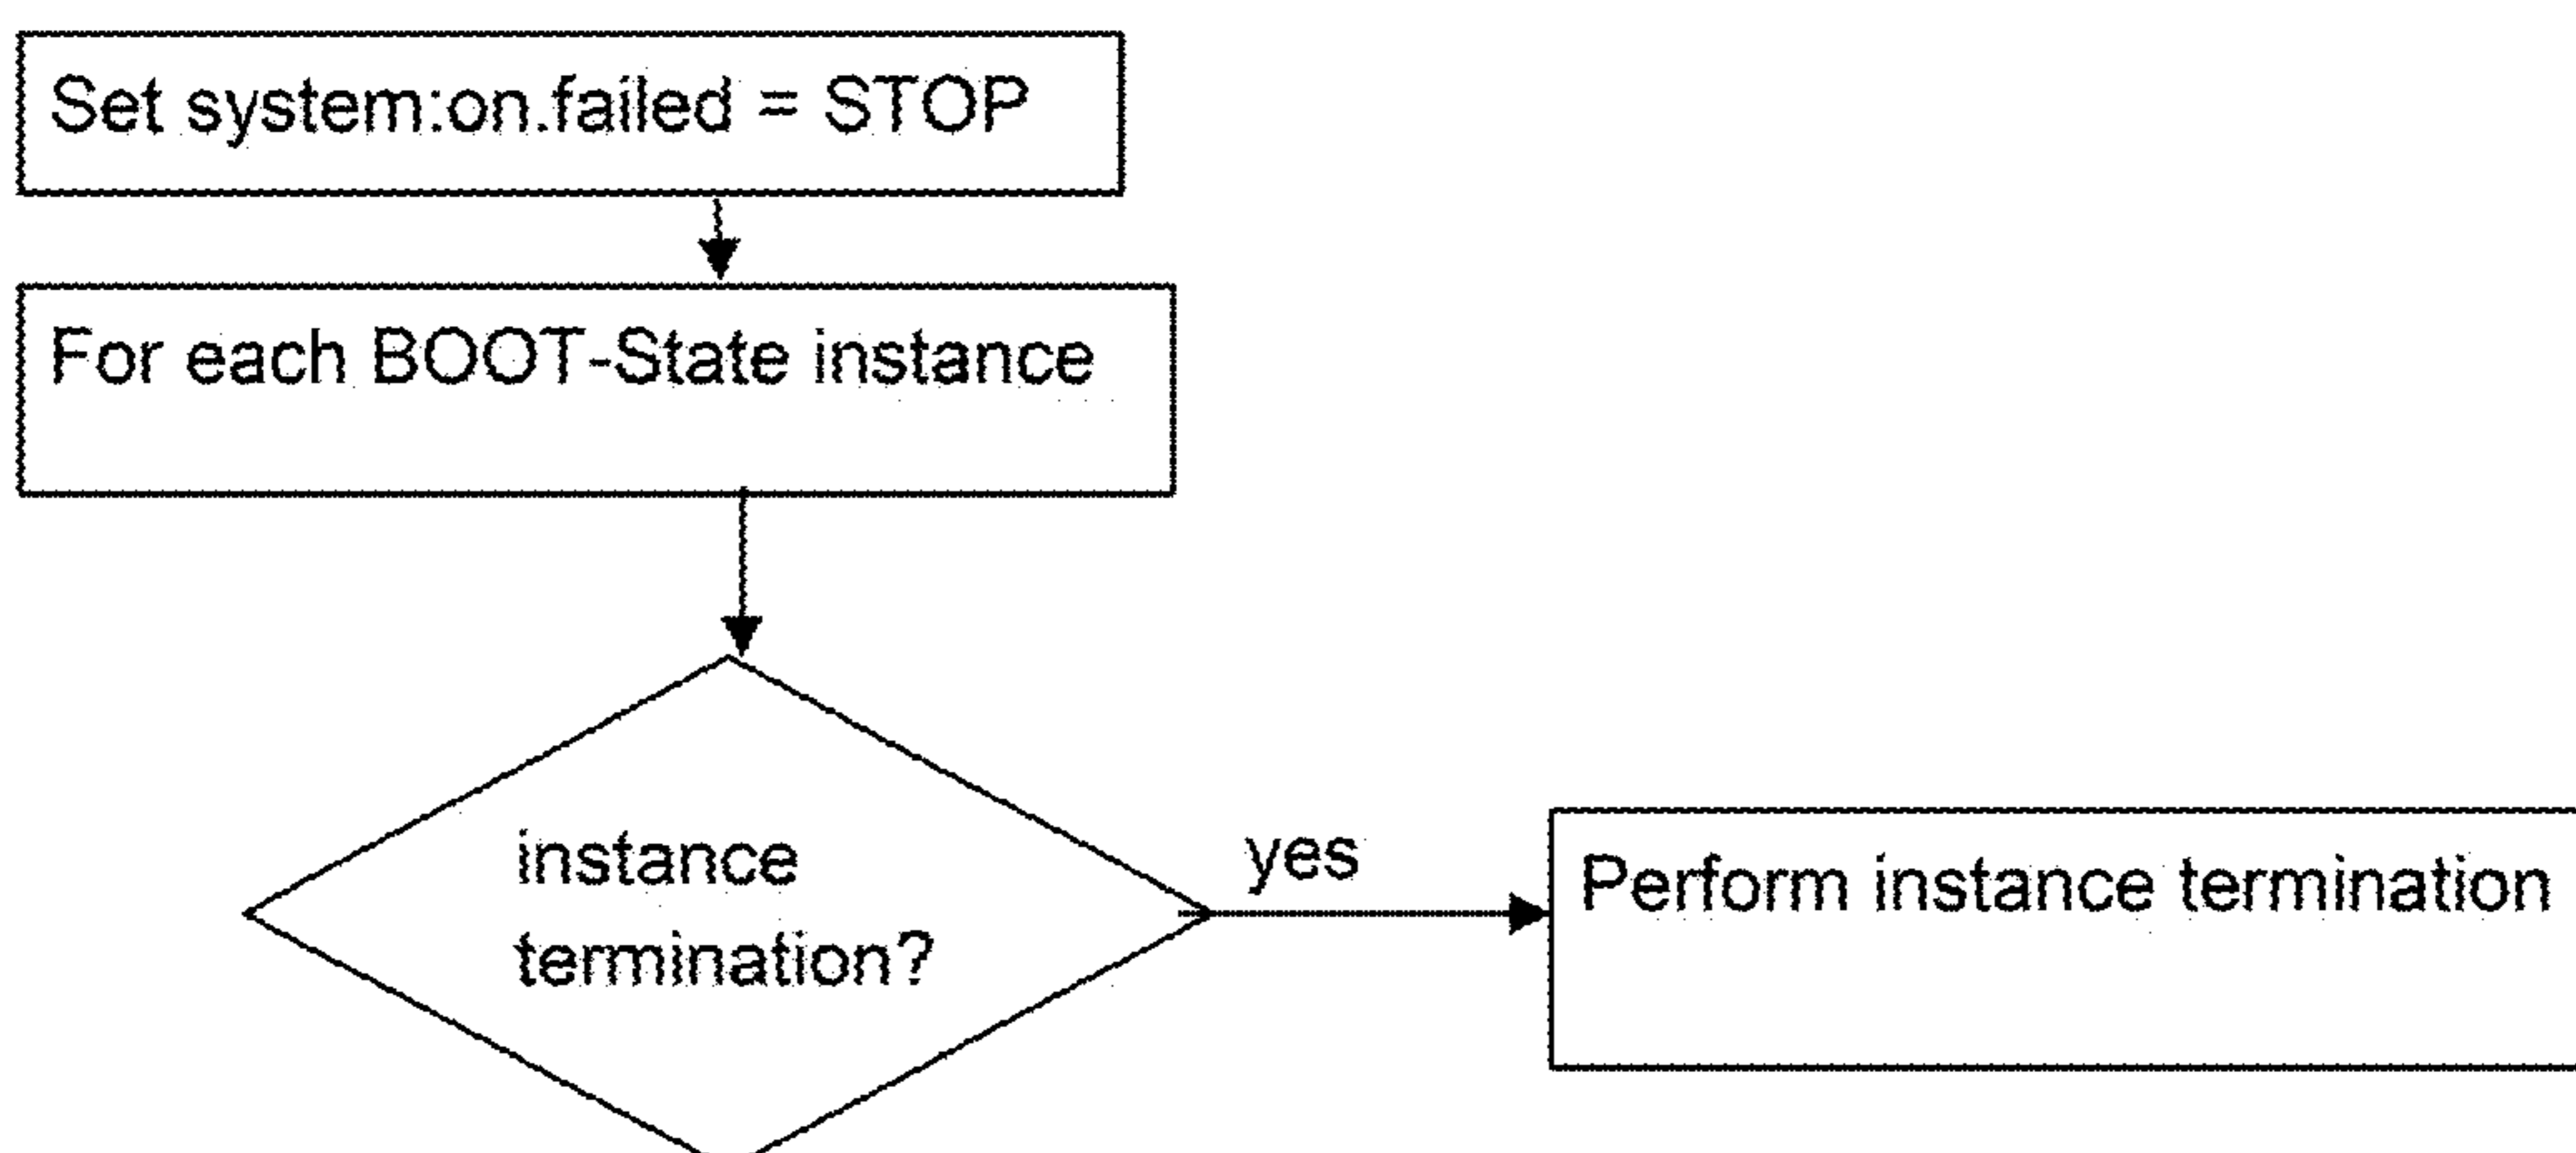 Set system:on.failed = STOP
For each BOOT-State instance
instance
termination?
yes
Perform instance termination